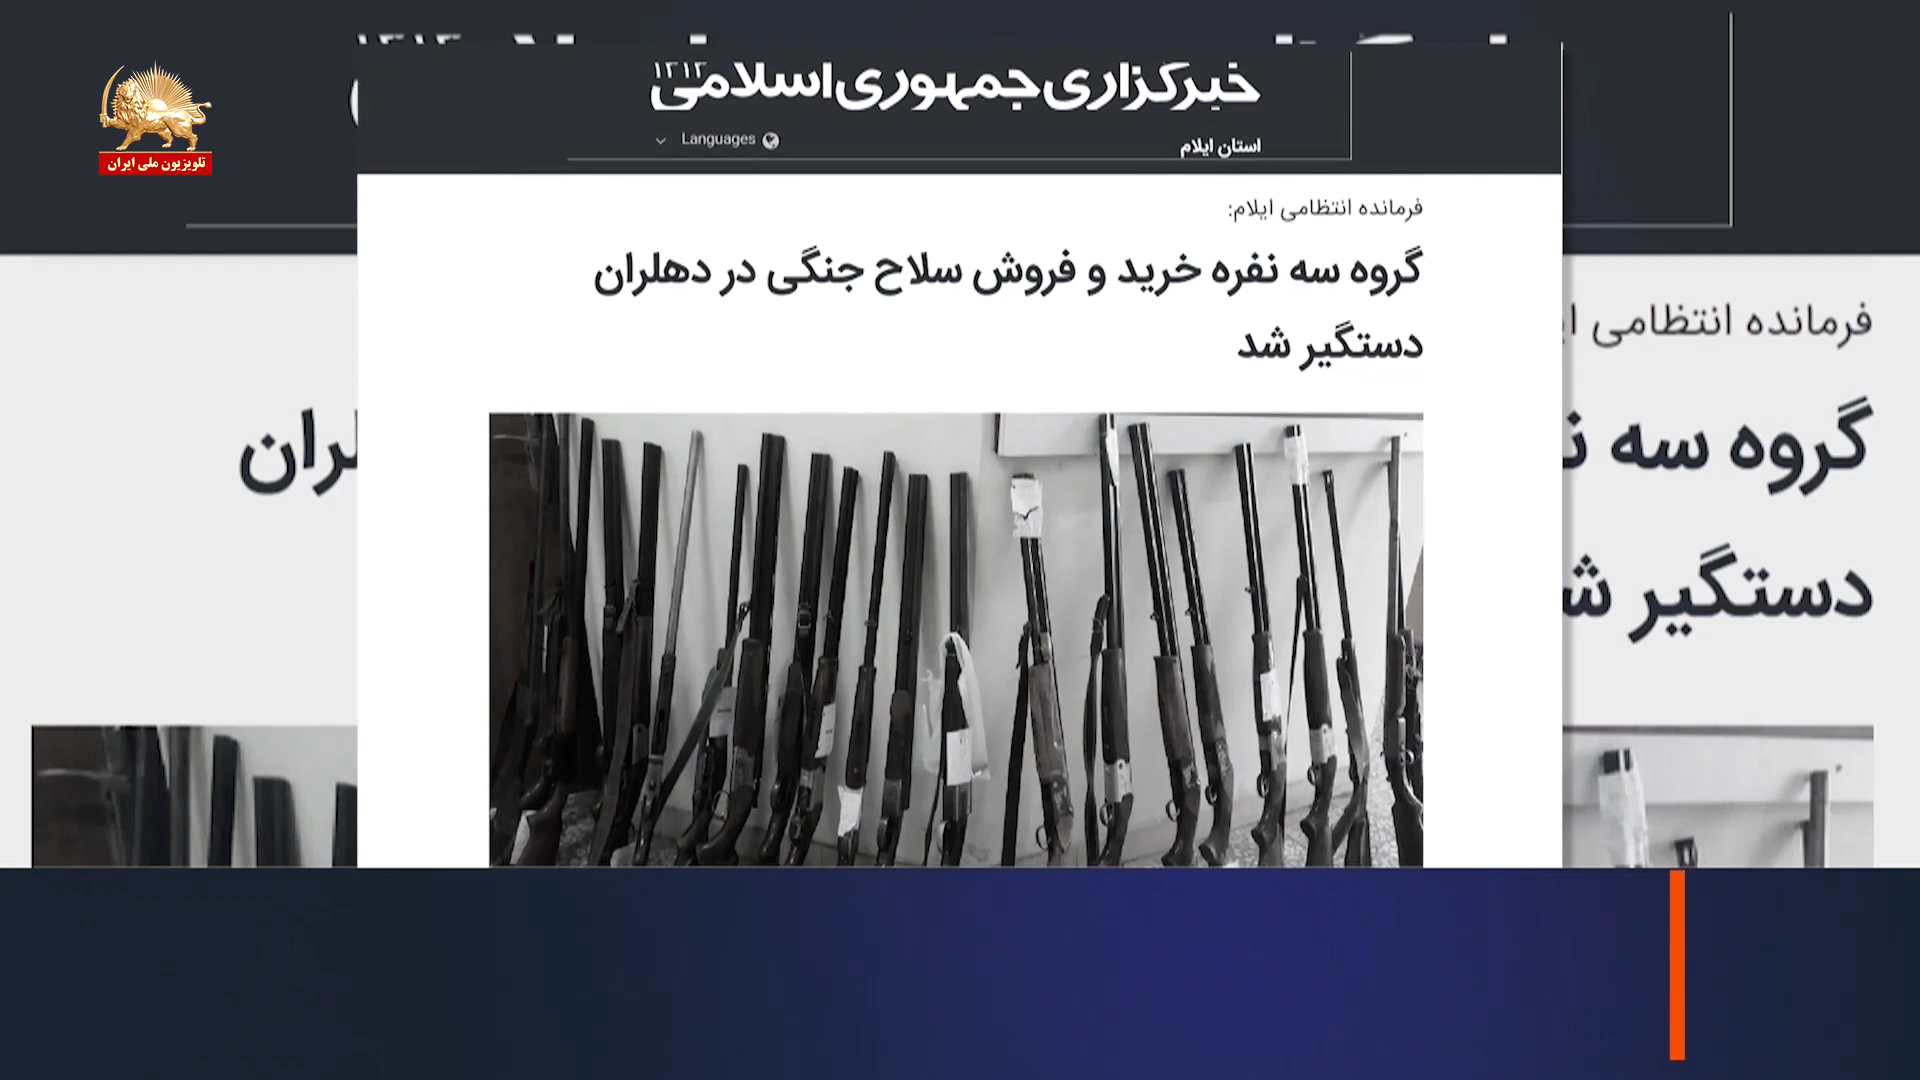 خبرگزاری جمهوری اسلامی
۱۳۱۳
استان ایلام
Languages
فرمانده انتظامی ایلام:
گروه سه نفره خرید و فروش سلاح جنگی در دهلران
دستگیر شد
تلویزیون ملی ایران
فرمانده انتظامی
گروه سه
دستگیر